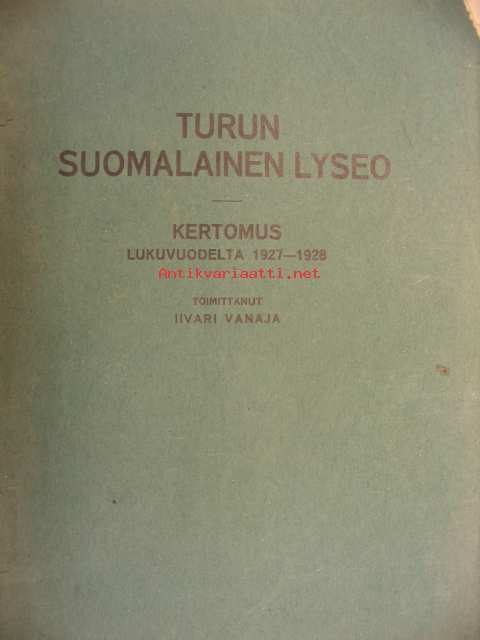 TURUN
SUOMALAINEN LYSEO
KERTOMUS
LUKUVUODELTA 1927—1928
Antikvariaatti.net
TOIMITTANUT
IIVARI VANAJA